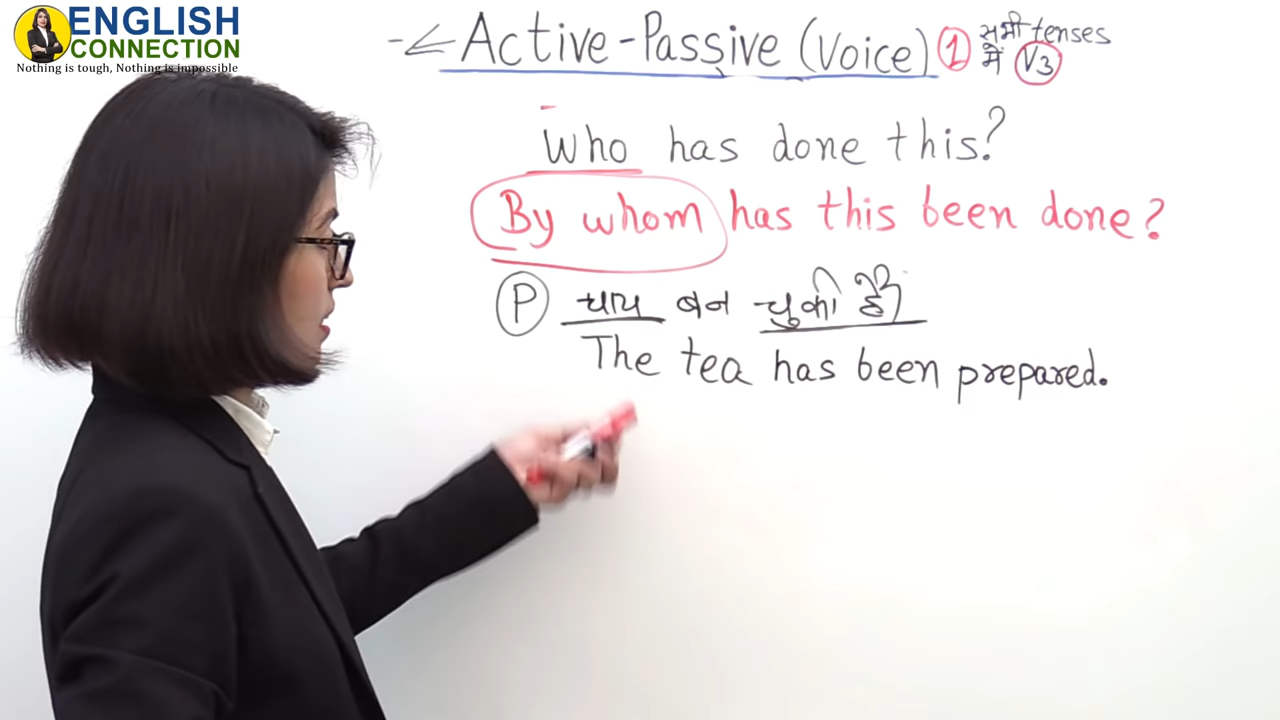 ENGLISH
CONNECTION
Nothing is tough, Nothing is impossible
Active-Passive (Voice) 1 सभी tenses
में V3
Who has done this?
By whom has this been done?
P चाय बन चुकी है
The tea has been prepared.